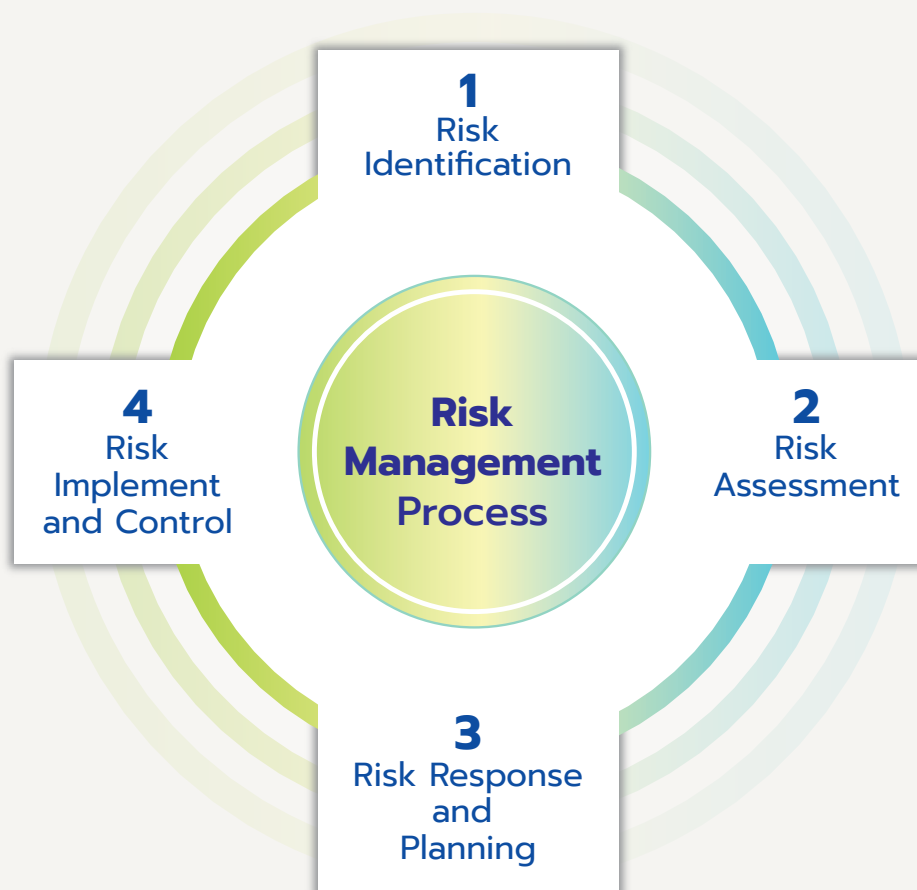 1
Risk
Identification
2
Risk
Assessment
3
Risk Response
and
Planning
4
Risk
Implement
and Control
Risk
Management
Process